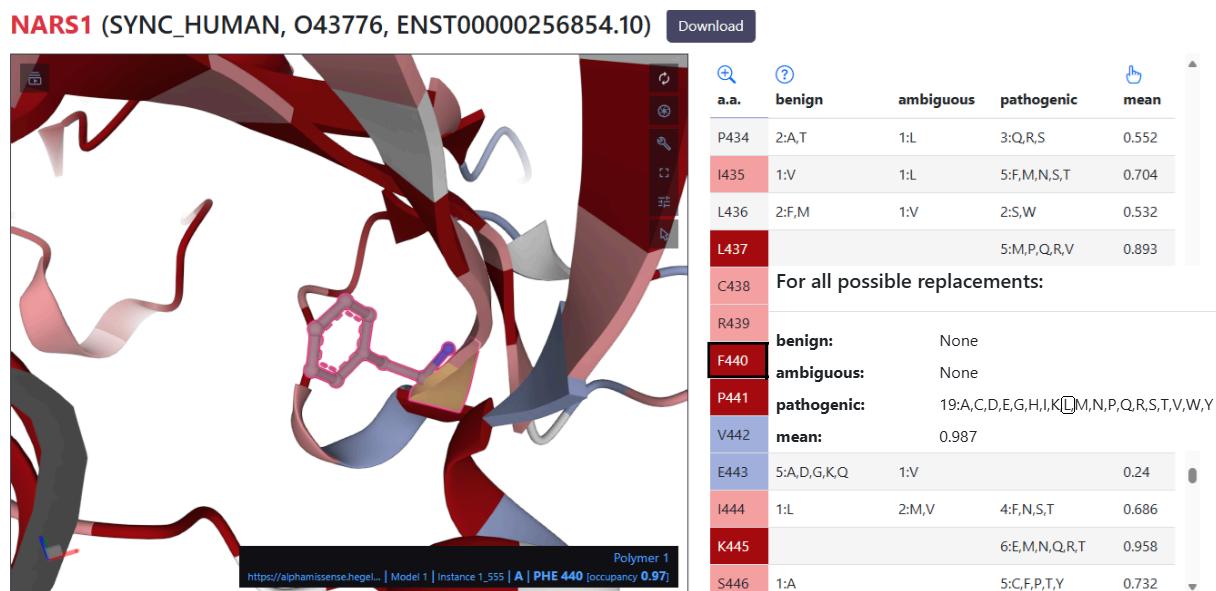 NARS1 (SYNC_HUMAN, O43776, ENST00000256854.10) Download
a.a. benign ambiguous pathogenic mean
P434 2:A,T 1:L 3:Q,R,S 0.552
I435 1:V 1:L 5:F,M,N,S,T 0.704
L436 2:F,M 1:V 2:S,W 0.532
L437 5:M,P,Q,R,V 0.893
C438
For all possible replacements:
R439
F440
P441
V442
benign: None
ambiguous: None
pathogenic: 19:A,C,D,E,G,H,I,K,L,M,N,P,Q,R,S,T,V,W,Y
mean: 0.987
E443 5:A,D,G,K,Q 1:V 0.24
I444 1:L 2:M,V 4:F,N,S,T 0.686
K445 6:E,M,N,Q,R,T 0.958
S446 1:A 5:C,F,P,T,Y 0.732
Polymer 1
https://alphamissense.hegel... | Model 1 | Instance 1_555 | A | PHE 440 [occupancy 0.97]